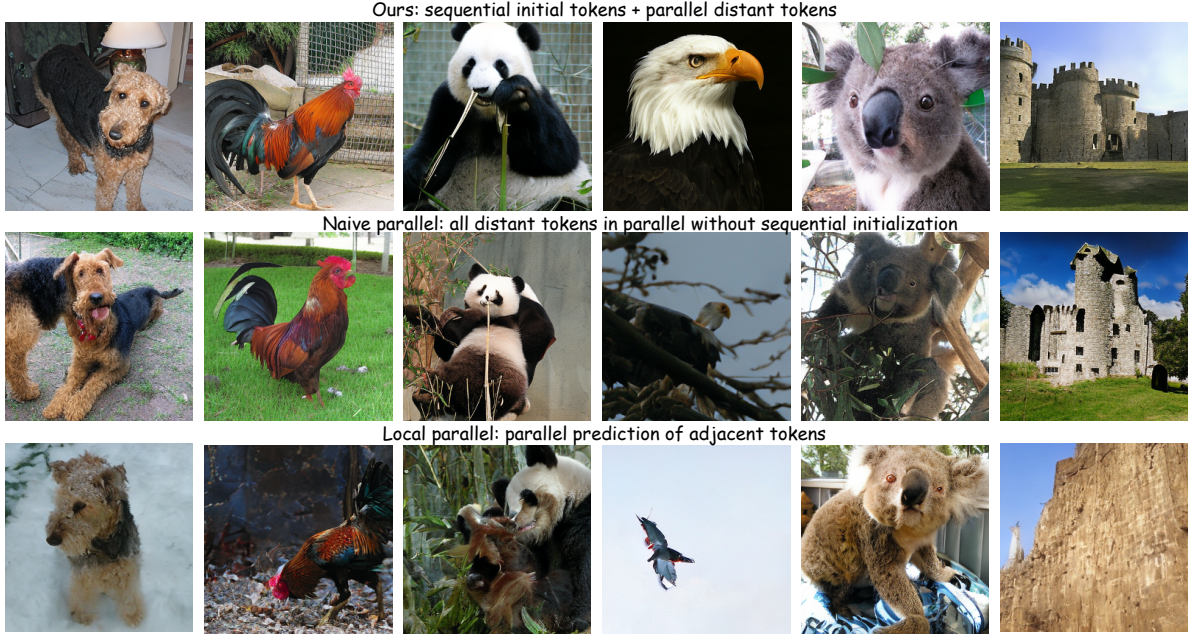 Ours: sequential initial tokens + parallel distant tokens
Naive parallel: all distant tokens in parallel without sequential initialization
Local parallel: parallel prediction of adjacent tokens